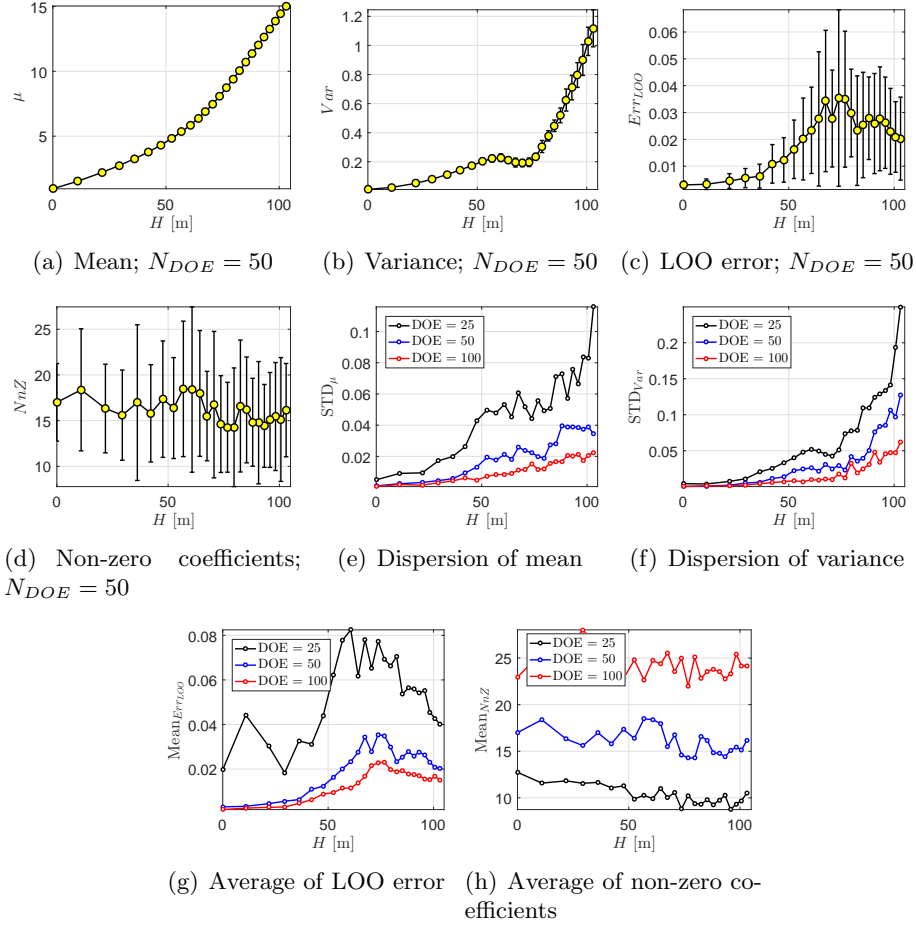 15
10
5
μ
0
50
100
H [m]
(a) Mean; N_DOE = 50
1.2
1
0.8
0.6
0.4
0.2
Var
0
50
100
H [m]
(b) Variance; N_DOE = 50
0.06
0.05
0.04
0.03
0.02
0.01
Err_LOO
0
50
100
H [m]
(c) LOO error; N_DOE = 50
25
20
15
10
NnZ
0
50
100
H [m]
(d) Non-zero coefficients;
N_DOE = 50
0.1
0.08
0.06
0.04
0.02
STD_μ
DOE = 25
DOE = 50
DOE = 100
0
50
100
H [m]
(e) Dispersion of mean
0.2
0.15
0.1
0.05
STD_Var
DOE = 25
DOE = 50
DOE = 100
0
50
100
H [m]
(f) Dispersion of variance
0.08
0.06
0.04
0.02
Mean_Err_LOO
DOE = 25
DOE = 50
DOE = 100
0
50
100
H [m]
(g) Average of LOO error
25
20
15
10
Mean_NnZ
DOE = 25
DOE = 50
DOE = 100
0
50
100
H [m]
(h) Average of non-zero co-
efficients